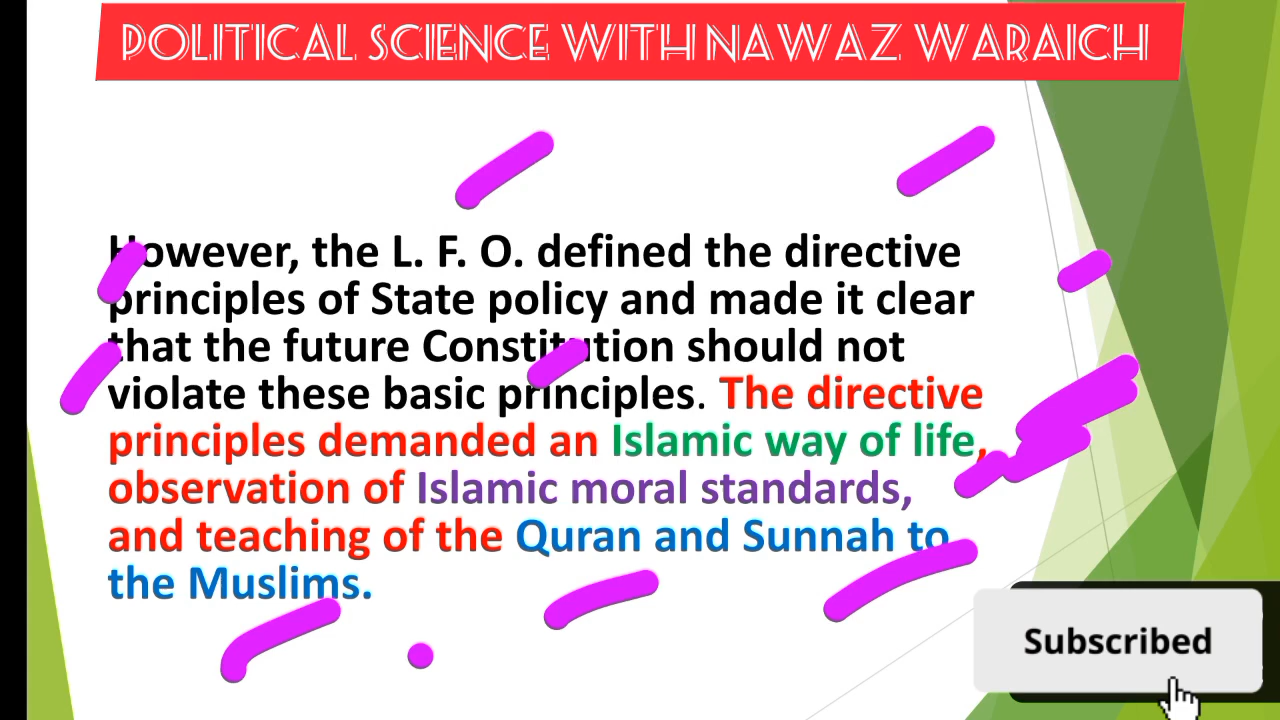 POLITICAL SCIENCE WITH NAWAZ WARAICH
However, the L. F. O. defined the directive
principles of State policy and made it clear
that the future Constitution should not
violate these basic principles. The directive
principles demanded an Islamic way of life,
observation of Islamic moral standards,
and teaching of the Quran and Sunnah to
the Muslims.
Subscribed